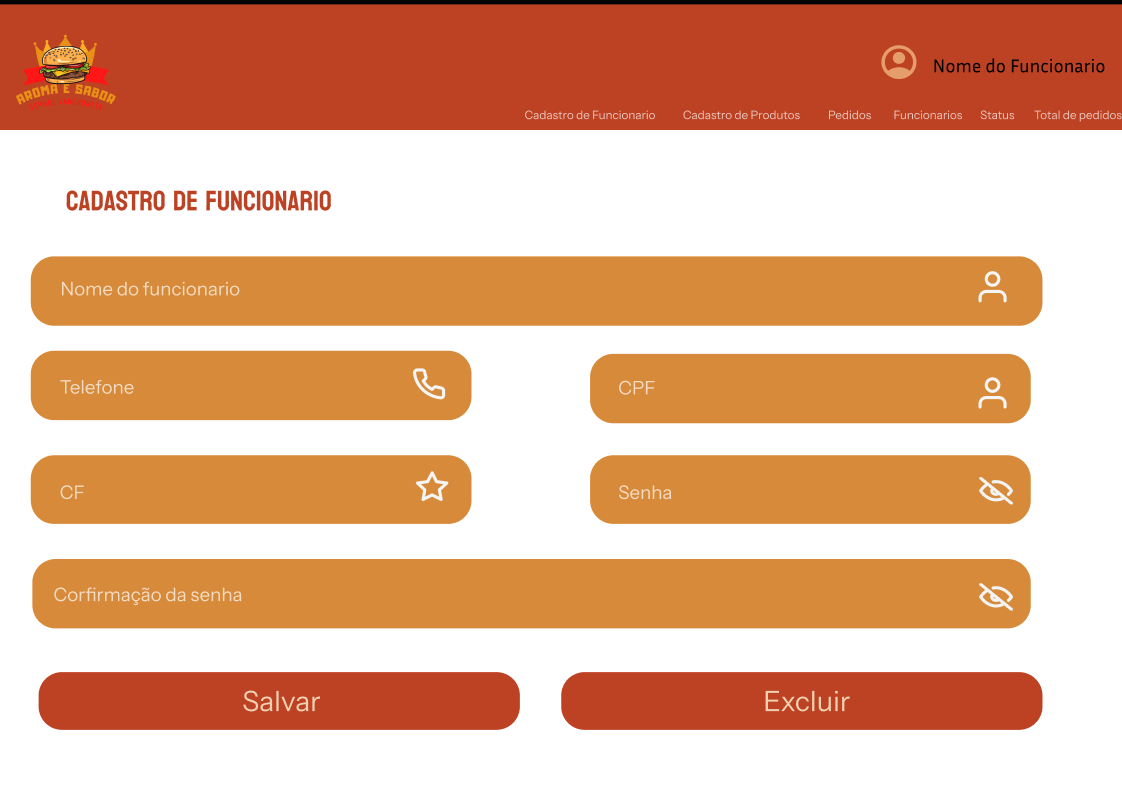 AROMA E SABOR
Nome do Funcionario
Cadastro de Funcionario Cadastro de Produtos Pedidos Funcionarios Status Total de pedidos
CADASTRO DE FUNCIONARIO
Nome do funcionario
Telefone CPF
CF Senha
Corfirmação da senha
Salvar Excluir